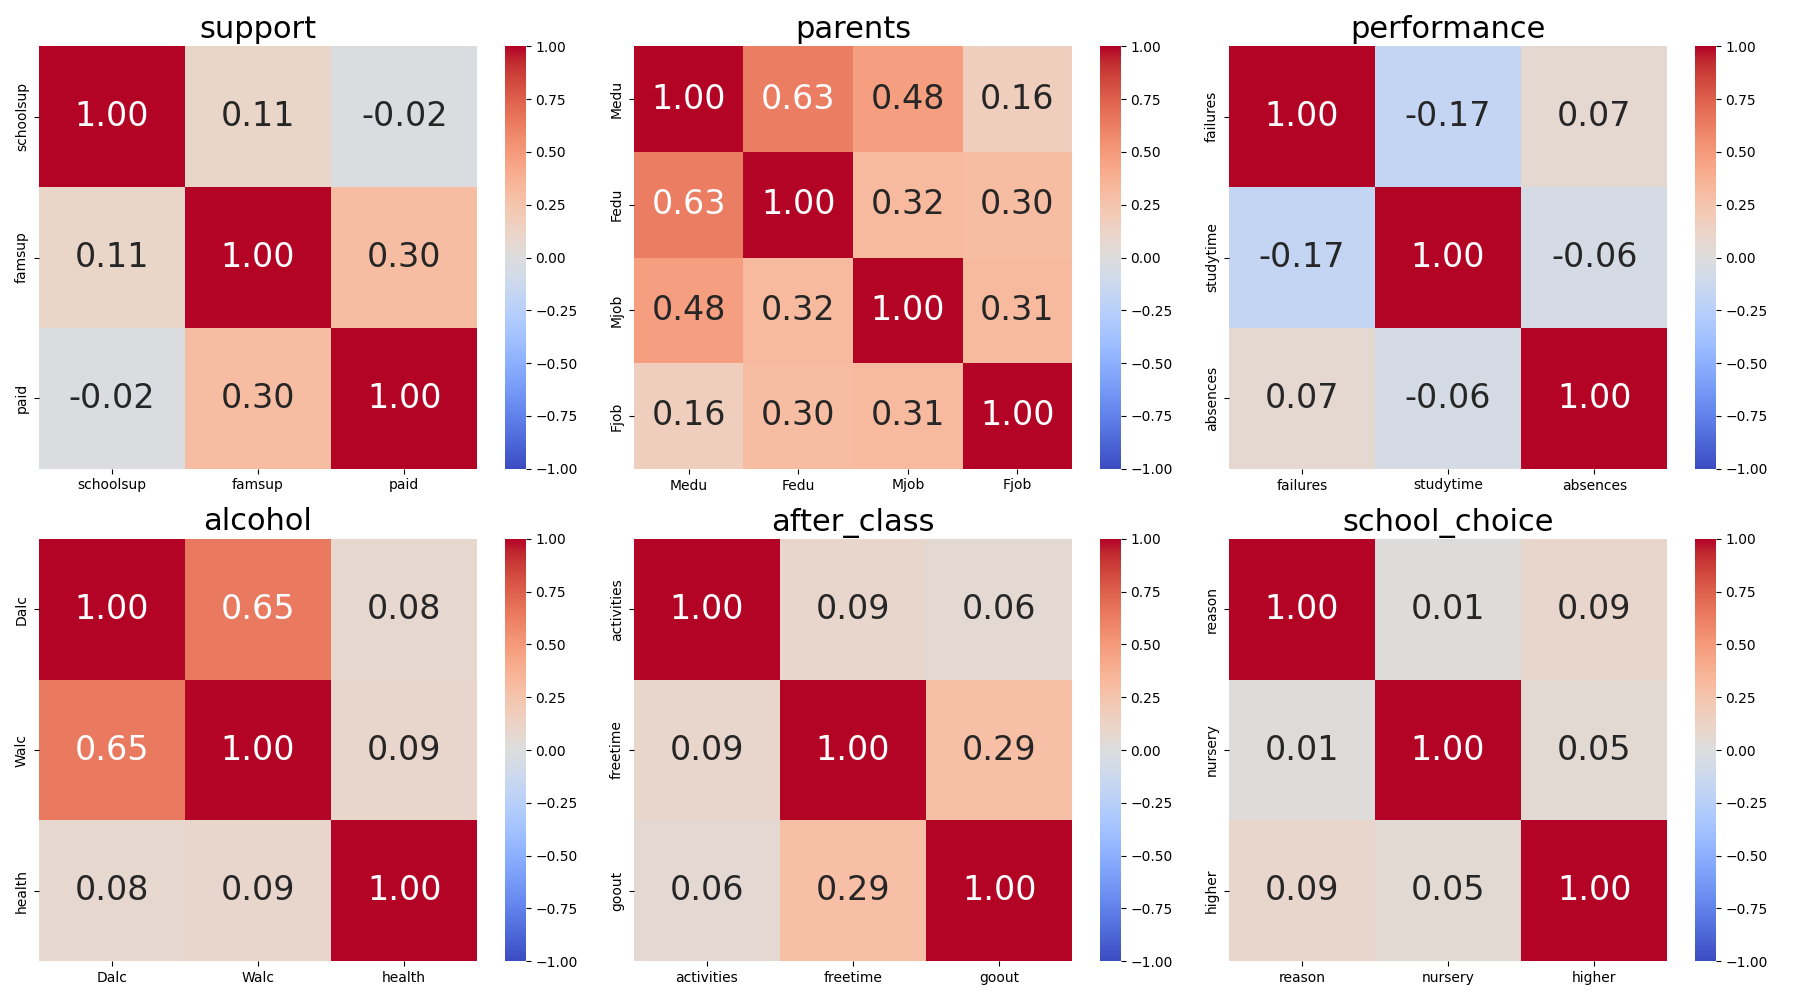 support
schoolsup
1.00 0.11 -0.02
famsup
0.11 1.00 0.30
paid
-0.02 0.30 1.00
schoolsup famsup paid
1.00
0.75
0.50
0.25
0.00
−0.25
−0.50
−0.75
−1.00
parents
Medu
1.00 0.63 0.48 0.16
Fedu
0.63 1.00 0.32 0.30
Mjob
0.48 0.32 1.00 0.31
Fjob
0.16 0.30 0.31 1.00
Medu Fedu Mjob Fjob
1.00
0.75
0.50
0.25
0.00
−0.25
−0.50
−0.75
−1.00
performance
failures
1.00 -0.17 0.07
studytime
-0.17 1.00 -0.06
absences
0.07 -0.06 1.00
failures studytime absences
1.00
0.75
0.50
0.25
0.00
−0.25
−0.50
−0.75
−1.00
alcohol
Dalc
1.00 0.65 0.08
Walc
0.65 1.00 0.09
health
0.08 0.09 1.00
Dalc Walc health
1.00
0.75
0.50
0.25
0.00
−0.25
−0.50
−0.75
−1.00
after_class
activities
1.00 0.09 0.06
freetime
0.09 1.00 0.29
goout
0.06 0.29 1.00
activities freetime goout
1.00
0.75
0.50
0.25
0.00
−0.25
−0.50
−0.75
−1.00
school_choice
reason
1.00 0.01 0.09
nursery
0.01 1.00 0.05
higher
0.09 0.05 1.00
reason nursery higher
1.00
0.75
0.50
0.25
0.00
−0.25
−0.50
−0.75
−1.00